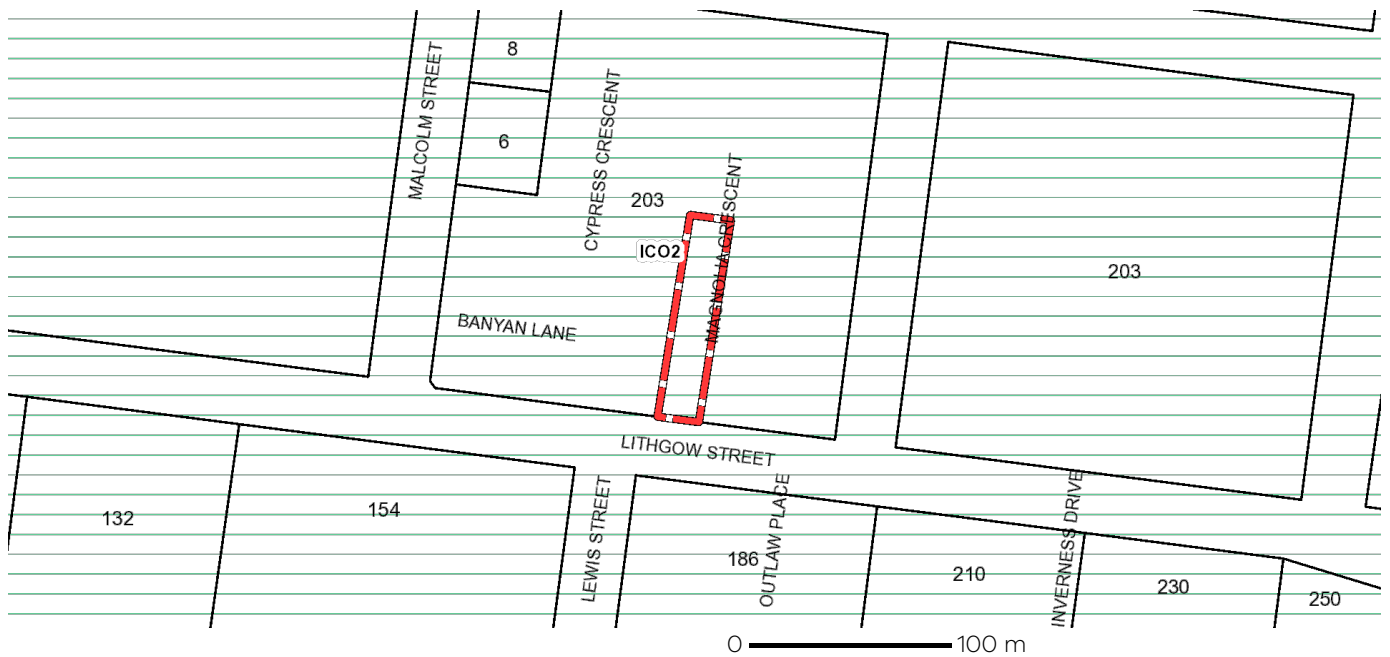 8
MALCOLM STREET
6
CYPRESS CRESCENT
203
MAGNOLIA CRESCENT
ICO2
203
BANYAN LANE
LITHGOW STREET
132
154
LEWIS STREET
186
OUTLAW PLACE
210
INVERNESS DRIVE
230
250
0 100 m